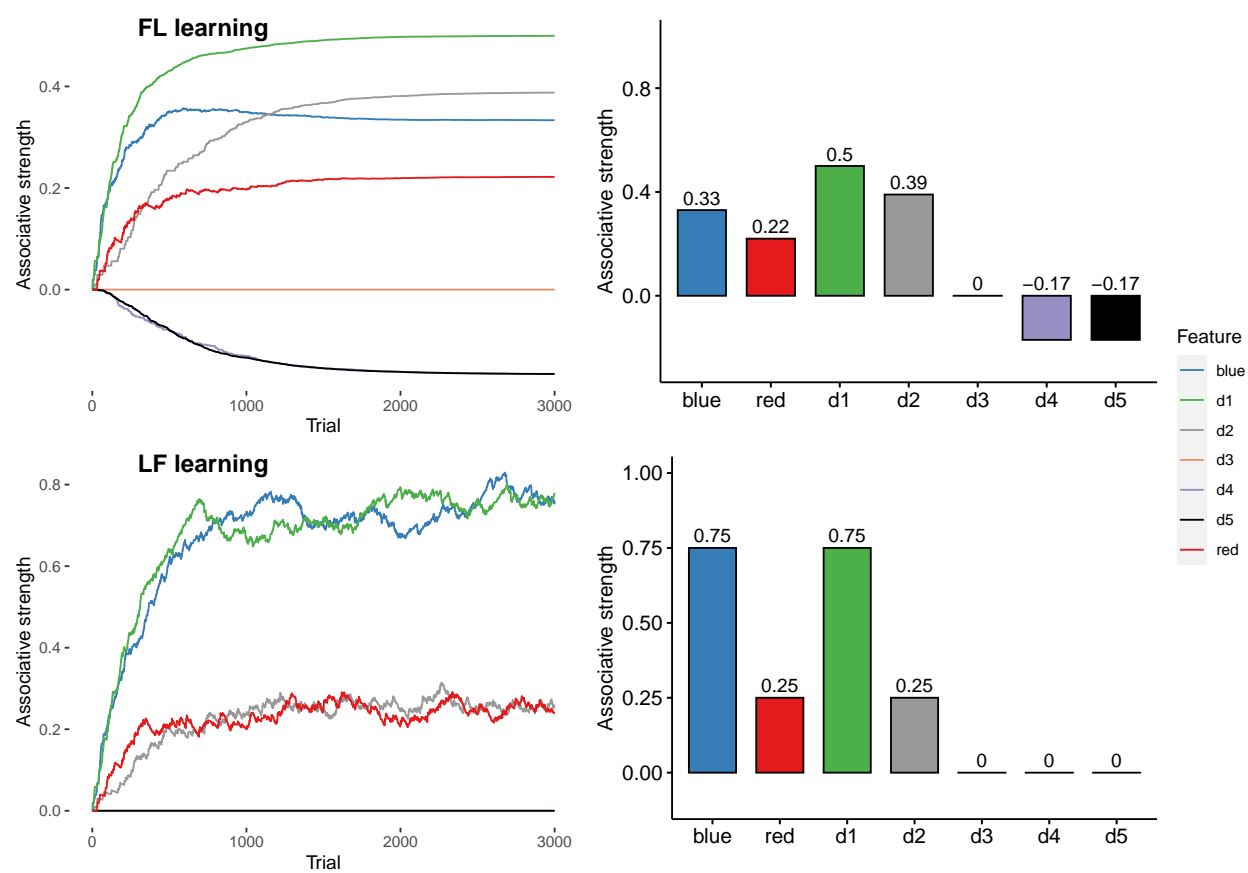 FL learning
Associative strength
0.4
0.2
0.0
0
1000
2000
3000
Trial
Associative strength
0.8
0.4
0.0
0.33
0.22
0.5
0.39
0
−0.17
−0.17
blue
red
d1
d2
d3
d4
d5
LF learning
Associative strength
0.8
0.6
0.4
0.2
0.0
0
1000
2000
3000
Trial
Associative strength
1.00
0.75
0.50
0.25
0.00
0.75
0.25
0.75
0.25
0
0
0
blue
red
d1
d2
d3
d4
d5
Feature
blue
d1
d2
d3
d4
d5
red